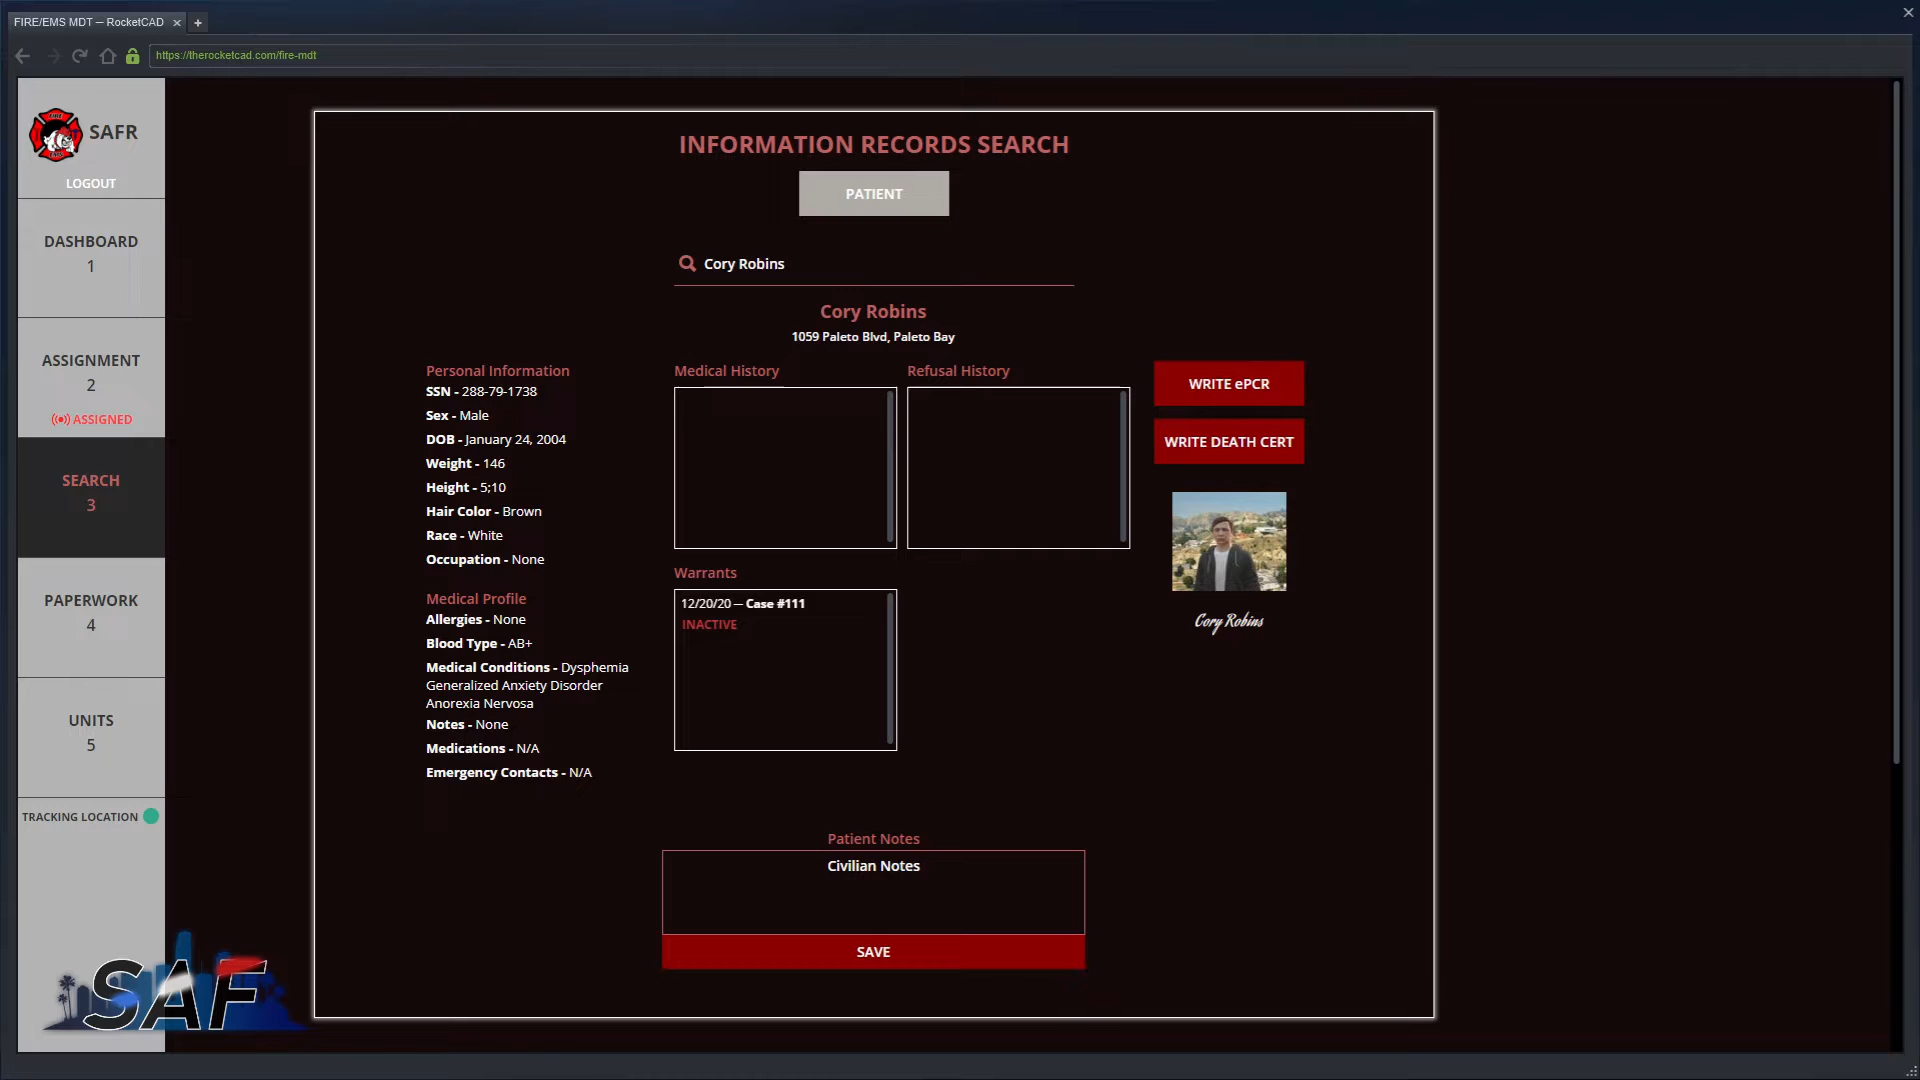 FIRE/EMS MDT — RocketCAD
https://therocketcad.com/fire-mdt
FIRE
EMS
SAFR
LOGOUT
DASHBOARD
1
ASSIGNMENT
2
ASSIGNED
SEARCH
3
PAPERWORK
4
UNITS
5
TRACKING LOCATION
SAF
INFORMATION RECORDS SEARCH
PATIENT
Cory Robins
Cory Robins
1059 Paleto Blvd, Paleto Bay
Personal Information
SSN - 288-79-1738
Sex - Male
DOB - January 24, 2004
Weight - 146
Height - 5;10
Hair Color - Brown
Race - White
Occupation - None
Medical Profile
Allergies - None
Blood Type - AB+
Medical Conditions - Dysphemia
Generalized Anxiety Disorder
Anorexia Nervosa
Notes - None
Medications - N/A
Emergency Contacts - N/A
Medical History
Refusal History
Warrants
12/20/20 — Case #111
INACTIVE
WRITE ePCR
WRITE DEATH CERT
Cory Robins
Patient Notes
Civilian Notes
SAVE